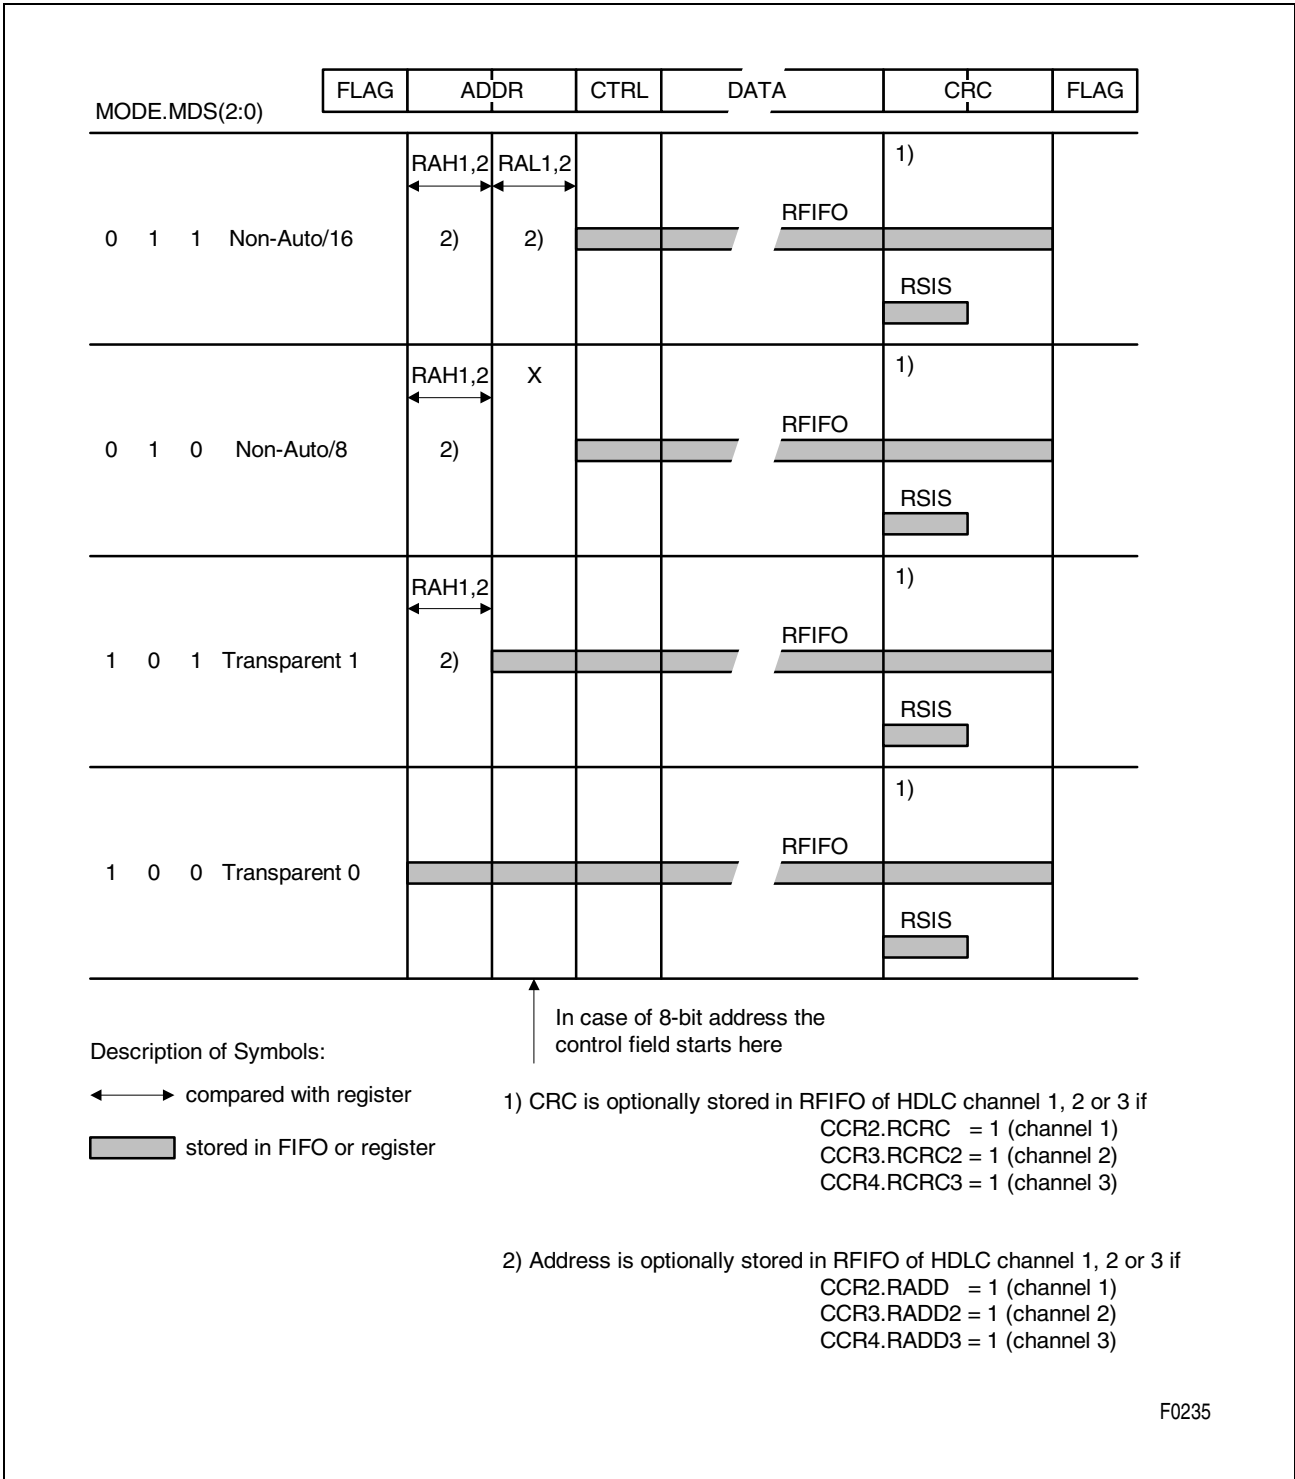 FLAG ADDR CTRL DATA CRC FLAG
MODE.MDS(2:0)
RAH1,2 RAL1,2 1)
RFIFO
0 1 1 Non-Auto/16 2) 2)
RSIS
RAH1,2 X 1)
RFIFO
0 1 0 Non-Auto/8 2)
RSIS
RAH1,2 1)
RFIFO
1 0 1 Transparent 1 2)
RSIS
1)
RFIFO
1 0 0 Transparent 0
RSIS
In case of 8-bit address the
control field starts here
Description of Symbols:
compared with register
stored in FIFO or register
1) CRC is optionally stored in RFIFO of HDLC channel 1, 2 or 3 if
CCR2.RCRC = 1 (channel 1)
CCR3.RCRC2 = 1 (channel 2)
CCR4.RCRC3 = 1 (channel 3)
2) Address is optionally stored in RFIFO of HDLC channel 1, 2 or 3 if
CCR2.RADD = 1 (channel 1)
CCR3.RADD2 = 1 (channel 2)
CCR4.RADD3 = 1 (channel 3)
F0235